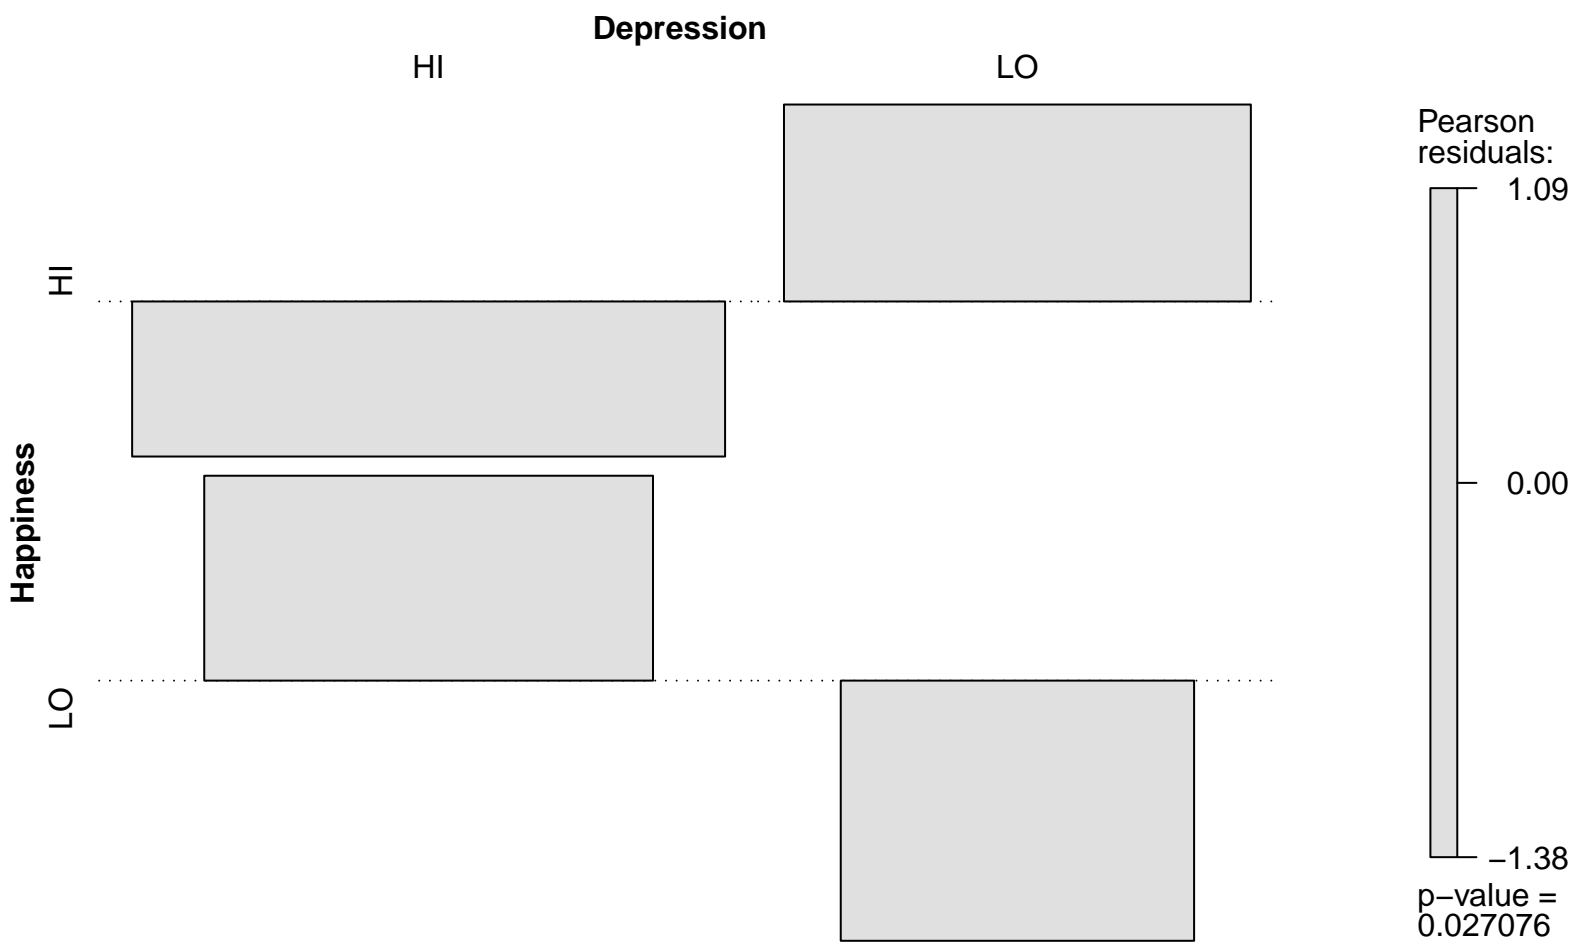 Depression
HI
LO
Happiness
HI
LO
Pearson
residuals:
1.09
0.00
−1.38
p−value =
0.027076